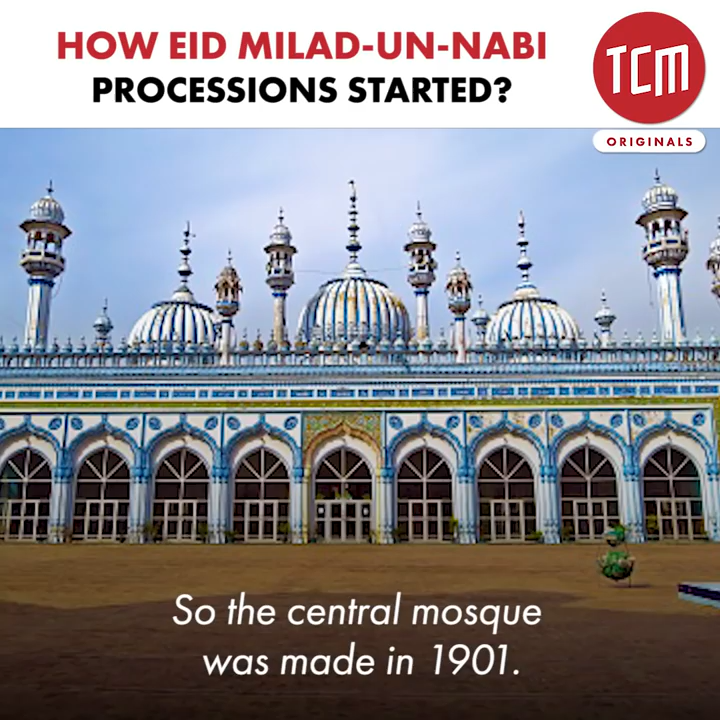 HOW EID MILAD-UN-NABI
PROCESSIONS STARTED?
TCM
ORIGINALS
So the central mosque
was made in 1901.